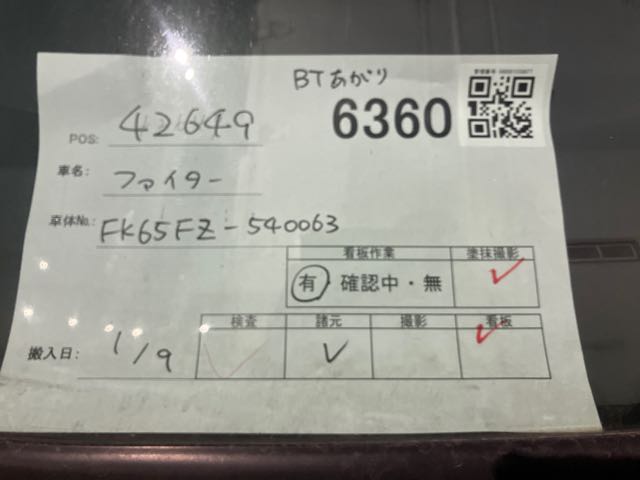 BTあがり
6360
POS: 42649
車名: ファイター
車体No.: FK65FZ-540063
看板作業 塗抹撮影
有 確認中・無 ✓
検査 諸元 撮影 看板
搬入日: 1/9 ✓ ✓ ✓